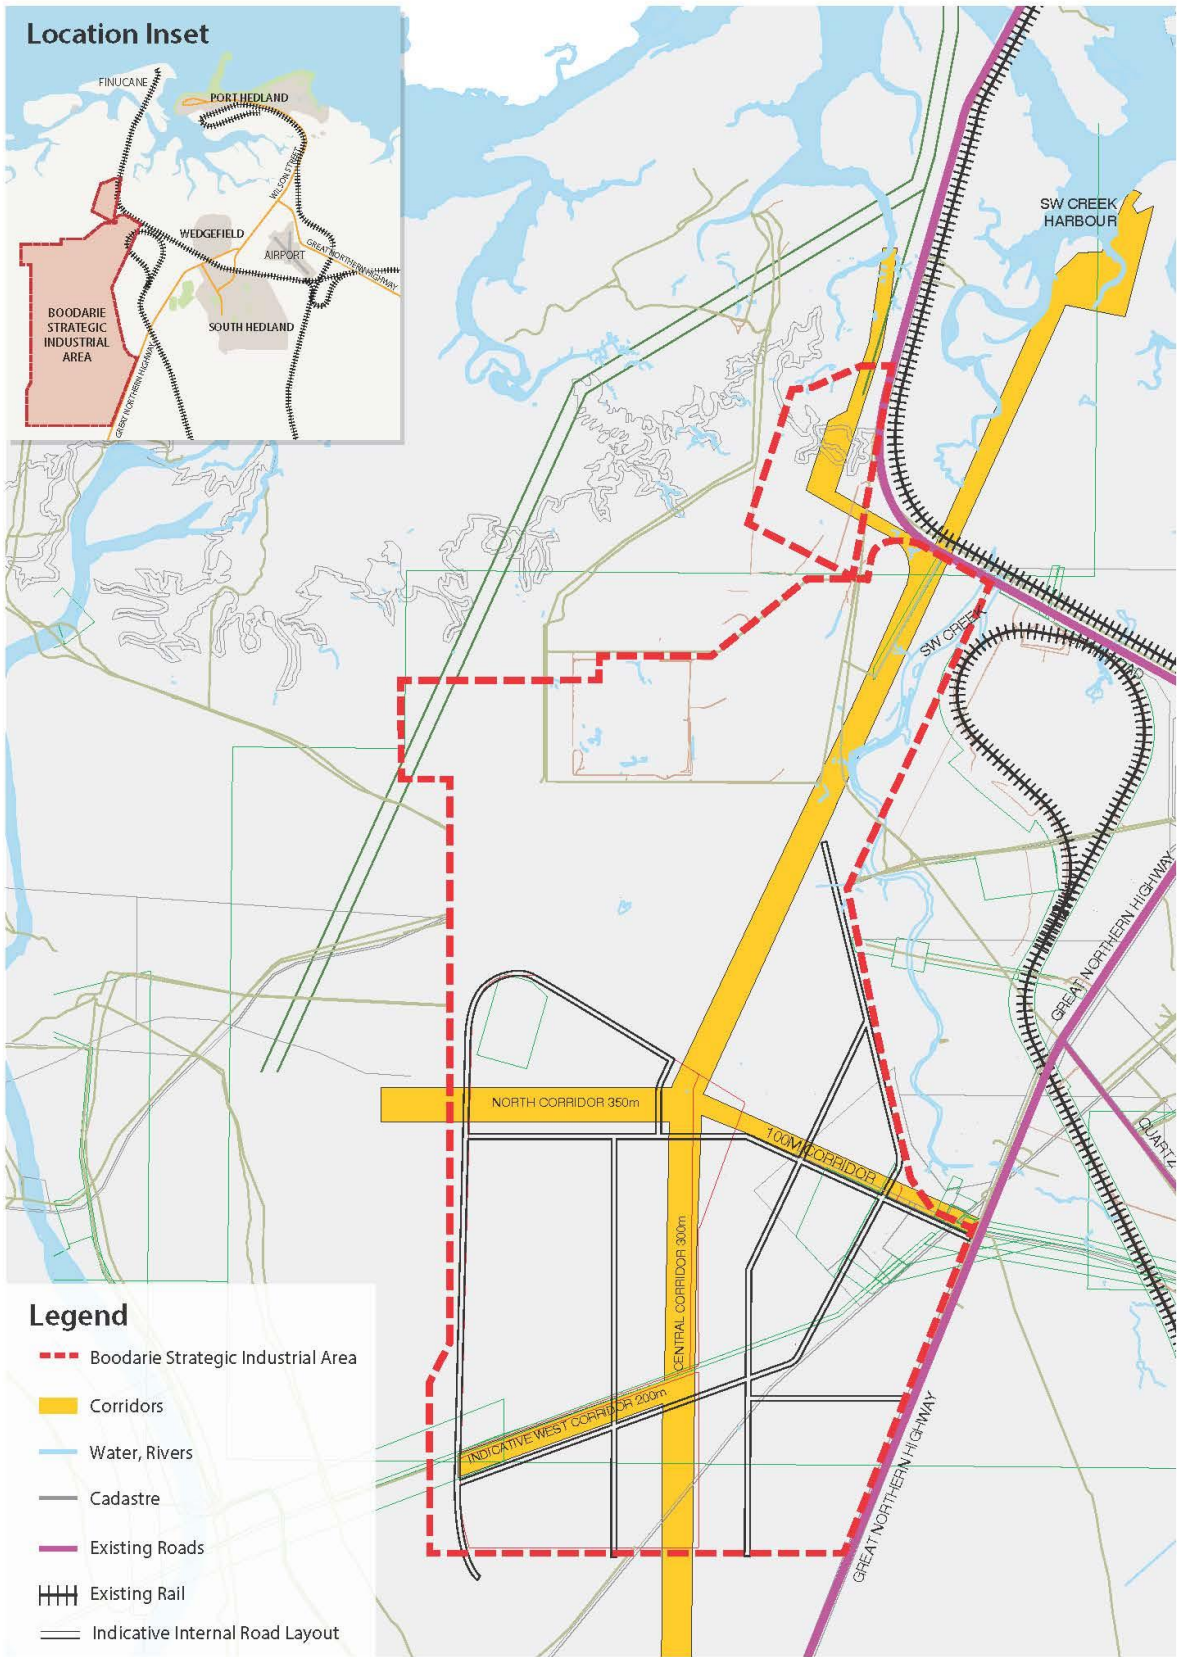 Location Inset
FINUCANE
PORT HEDLAND
WILSON STREET
WEDGEFIELD
AIRPORT
GREAT NORTHERN HIGHWAY
BOODARIE
STRATEGIC
INDUSTRIAL
AREA
SOUTH HEDLAND
GREAT NORTHERN HIGHWAY
SW CREEK
HARBOUR
SW CREEK
GREAT NORTHERN HIGHWAY
NORTH CORRIDOR 350m
100M CORRIDOR
QUARTZ
CENTRAL CORRIDOR 300m
INDICATIVE WEST CORRIDOR 200m
GREAT NORTHERN HIGHWAY
Legend
Boodarie Strategic Industrial Area
Corridors
Water, Rivers
Cadastre
Existing Roads
Existing Rail
Indicative Internal Road Layout